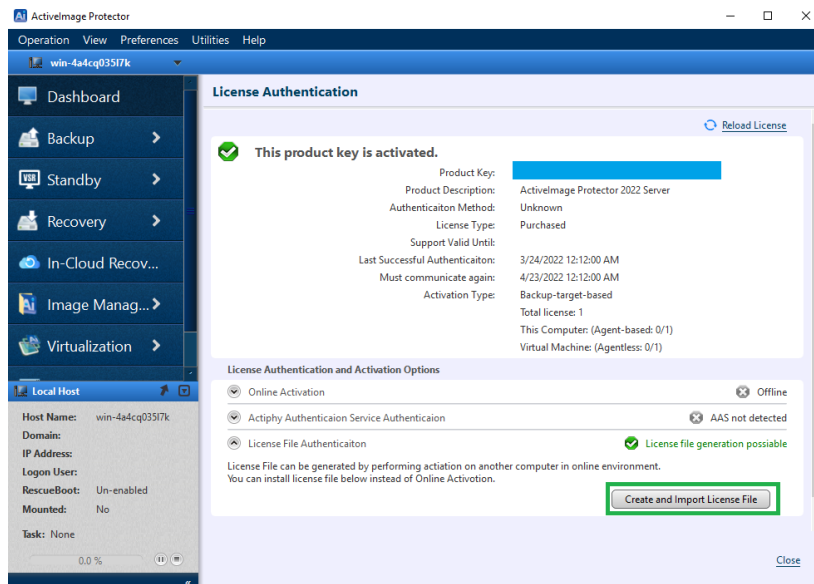 ActiveImage Protector
Operation View Preferences Utilities Help
win-4a4cq035l7k
Dashboard
Backup
Standby
Recovery
In-Cloud Recov...
Image Manag...
Virtualization
Local Host
Host Name: win-4a4cq035l7k
Domain:
IP Address:
Logon User:
RescueBoot: Un-enabled
Mounted: No
Task: None
0.0 %
License Authentication
Reload License
This product key is activated.
Product Key:
Product Description: ActiveImage Protector 2022 Server
Authenticaiton Method: Unknown
License Type: Purchased
Support Valid Until:
Last Successful Authenticaiton: 3/24/2022 12:12:00 AM
Must communicate again: 4/23/2022 12:12:00 AM
Activation Type: Backup-target-based
Total license: 1
This Computer: (Agent-based: 0/1)
Virtual Machine: (Agentless: 0/1)
License Authentication and Activation Options
Online Activation Offline
Actiphy Authenticaion Service Authenticaion AAS not detected
License File Authenticaiton License file generation possiable
License File can be generated by performing actiation on another computer in online environment.
You can install license file below instead of Online Activotion.
Create and Import License File
Close